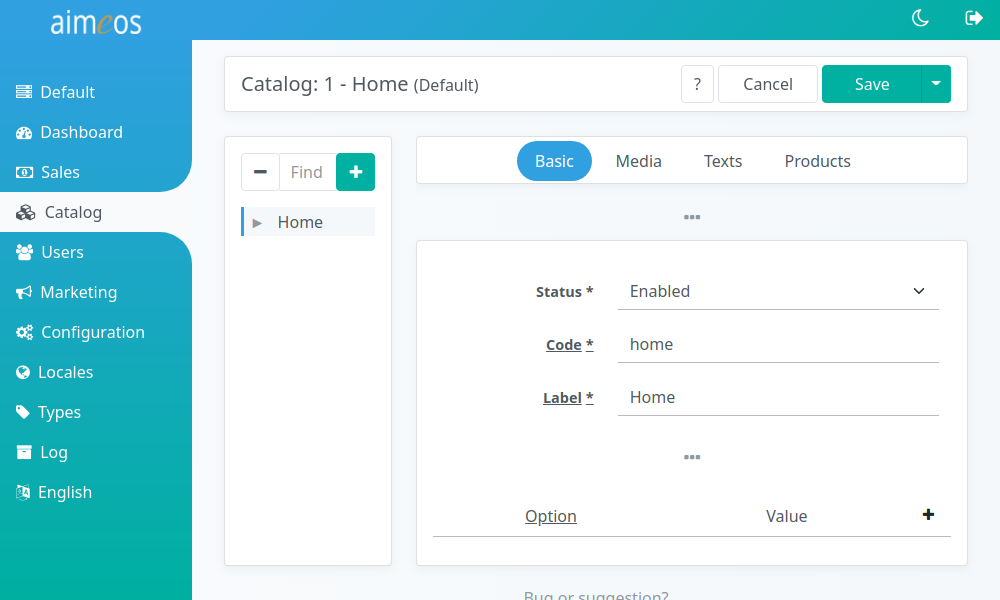 aimeos
Default
Dashboard
Sales
Catalog
Users
Marketing
Configuration
Locales
Types
Log
English
Catalog: 1 - Home (Default)
? Cancel Save
Find
Home
Basic Media Texts Products
Status * Enabled
Code * home
Label * Home
Option Value
Bug or suggestion?